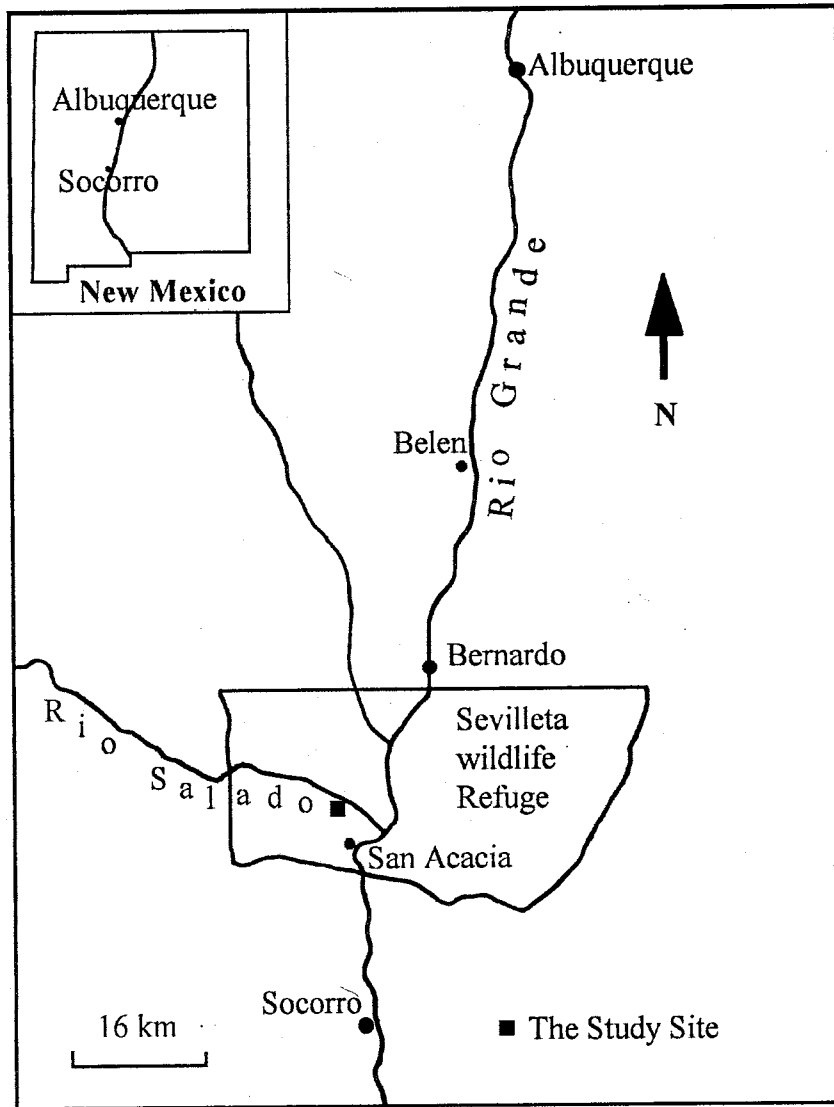 Albuquerque
Albuquerque
Socorro
New Mexico
Rio Grande
N
Belen
Bernardo
Rio Salado
Sevilleta
wildlife
Refuge
San Acacia
Socorro
16 km
The Study Site